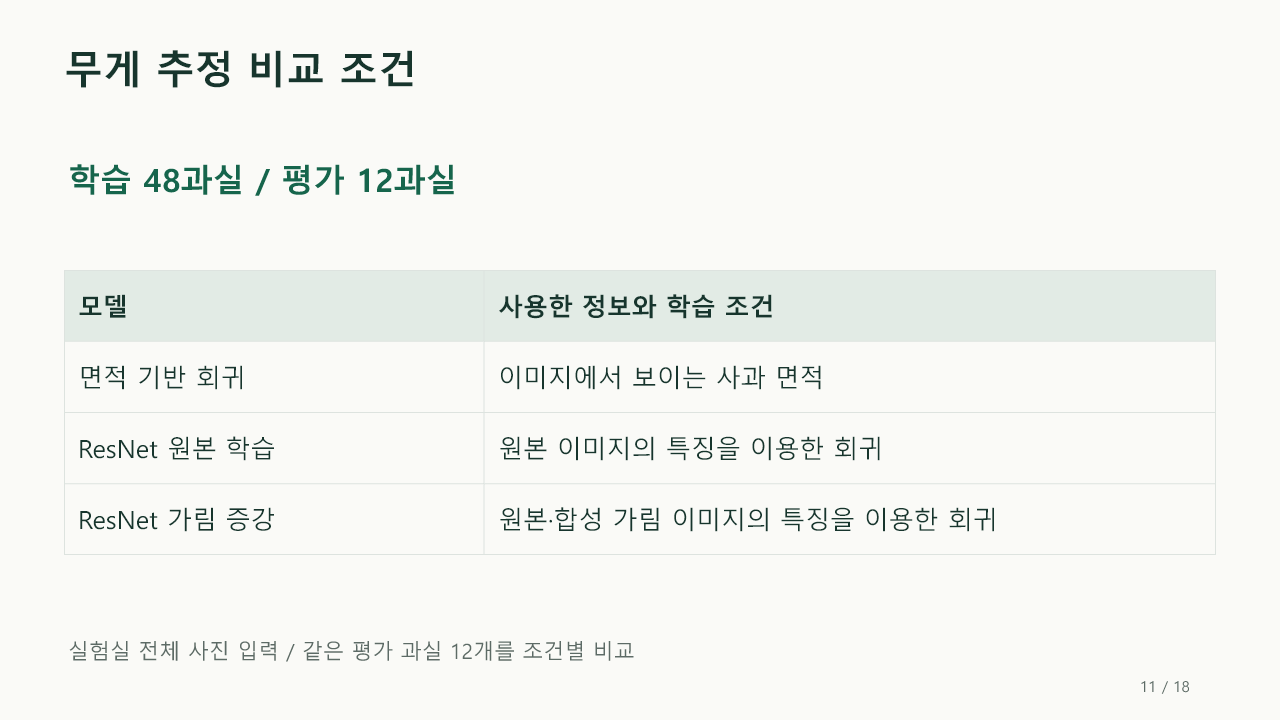 무게 추정 비교 조건
학습 48과실 / 평가 12과실
모델 사용한 정보와 학습 조건
면적 기반 회귀 이미지에서 보이는 사과 면적
ResNet 원본 학습 원본 이미지의 특징을 이용한 회귀
ResNet 가림 증강 원본·합성 가림 이미지의 특징을 이용한 회귀
실험실 전체 사진 입력 / 같은 평가 과실 12개를 조건별 비교
11 / 18